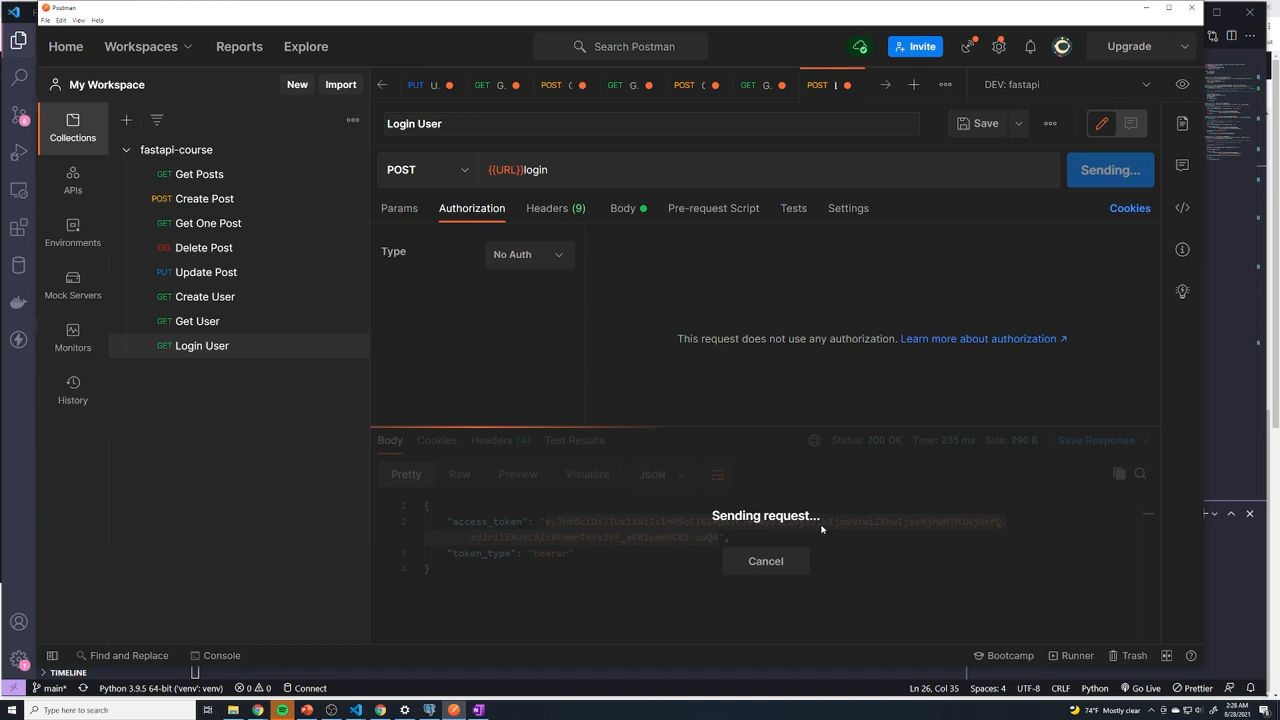 Postman
File Edit View Help
Home Workspaces Reports Explore Search Postman Invite Upgrade
My Workspace New Import PUT GET G. POST GET G. POST GET G. POST DEV: fastapi
Collections
APIs
Environments
Mock Servers
Monitors
History
fastapi-course
GET Get Posts
POST Create Post
GET Get One Post
DEL Delete Post
PUT Update Post
GET Create User
GET Get User
GET Login User
Login User Save
POST {{URL}}login Sending...
Params Authorization Headers (9) Body Pre-request Script Tests Settings Cookies
Type No Auth
This request does not use any authorization. Learn more about authorization
Body Cookies Headers (4) Test Results Status: 200 OK Time: 235 ms Size: 290 B Save Response
Pretty Raw Preview Visualize JSON
1 {
2 "access_token":
3 "token_type": "bearer"
4 }
Sending request...
Cancel
Find and Replace Console Bootcamp Runner Trash
TIMELINE
main* Python 3.9.5 64-bit ('venv': venv) 0 0 Connect Ln 26, Col 35 Spaces: 4 UTF-8 CRLF Python Go Live Prettier
Type here to search 74°F Mostly clear 2:28 AM
8/28/2021